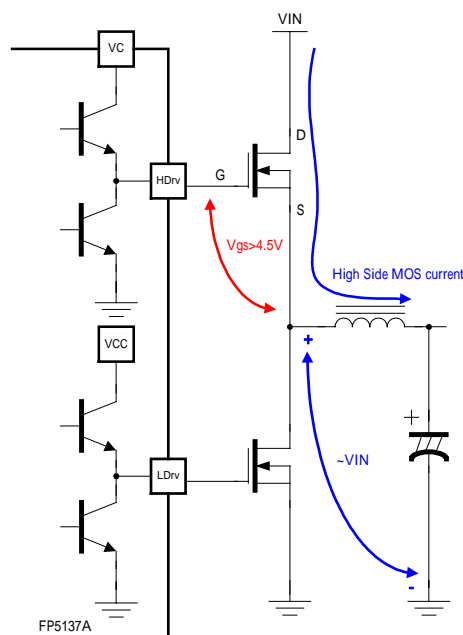 VIN
VC
D
HDrv
G
S
Vgs>4.5V
High Side MOS current
VCC
+
+
~VIN
LDrv
-
FP5137A